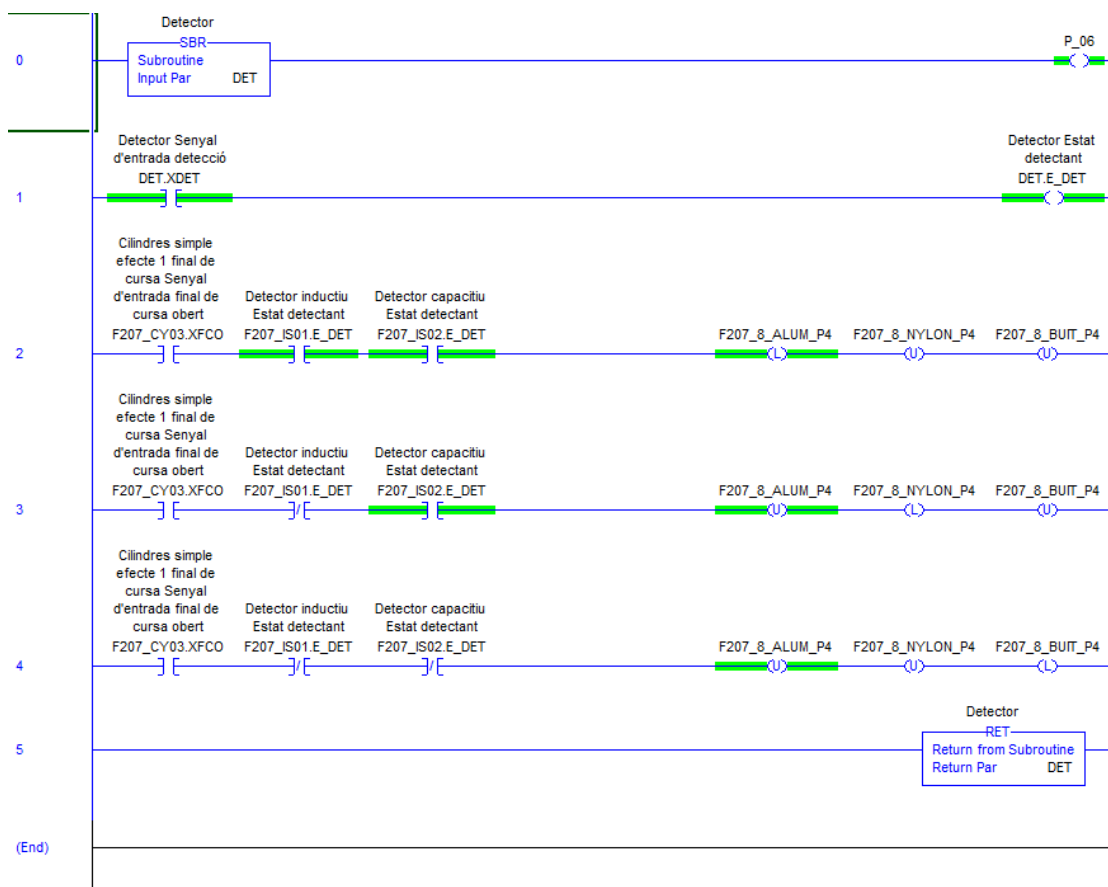 Detector
SBR
Subroutine
Input Par DET
P_06
0
Detector Senyal
d'entrada detecció
DET.XDET
Detector Estat
detectant
DET.E_DET
1
Cilindres simple
efecte 1 final de
cursa Senyal
d'entrada final de
cursa obert
F207_CY03.XFCO
Detector inductiu
Estat detectant
F207_IS01.E_DET
Detector capacitiu
Estat detectant
F207_IS02.E_DET
F207_8_ALUM_P4
L
F207_8_NYLON_P4
U
F207_8_BUIT_P4
U
2
Cilindres simple
efecte 1 final de
cursa Senyal
d'entrada final de
cursa obert
F207_CY03.XFCO
Detector inductiu
Estat detectant
F207_IS01.E_DET
Detector capacitiu
Estat detectant
F207_IS02.E_DET
F207_8_ALUM_P4
U
F207_8_NYLON_P4
L
F207_8_BUIT_P4
U
3
Cilindres simple
efecte 1 final de
cursa Senyal
d'entrada final de
cursa obert
F207_CY03.XFCO
Detector inductiu
Estat detectant
F207_IS01.E_DET
Detector capacitiu
Estat detectant
F207_IS02.E_DET
F207_8_ALUM_P4
U
F207_8_NYLON_P4
U
F207_8_BUIT_P4
L
4
Detector
RET
Return from Subroutine
Return Par DET
5
(End)